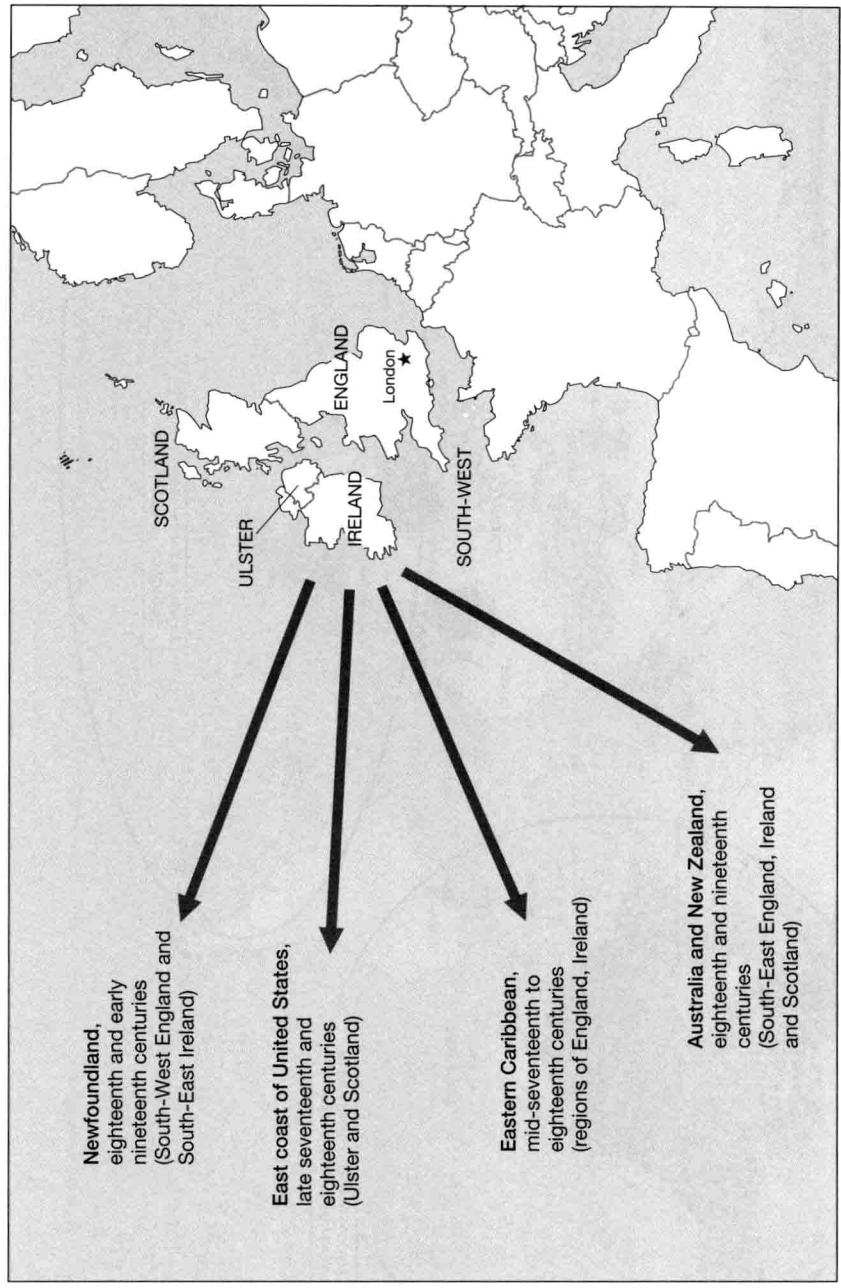 Newfoundland,
eighteenth and early
nineteenth centuries
(South-West England and
South-East Ireland)
East coast of United States,
late seventeenth and
eighteenth centuries
(Ulster and Scotland)
Eastern Caribbean,
mid-seventeenth to
eighteenth centuries
(regions of England, Ireland)
Australia and New Zealand,
eighteenth and nineteenth
centuries
(South-East England, Ireland
and Scotland)
SCOTLAND
ULSTER
IRELAND
ENGLAND
London
SOUTH-WEST